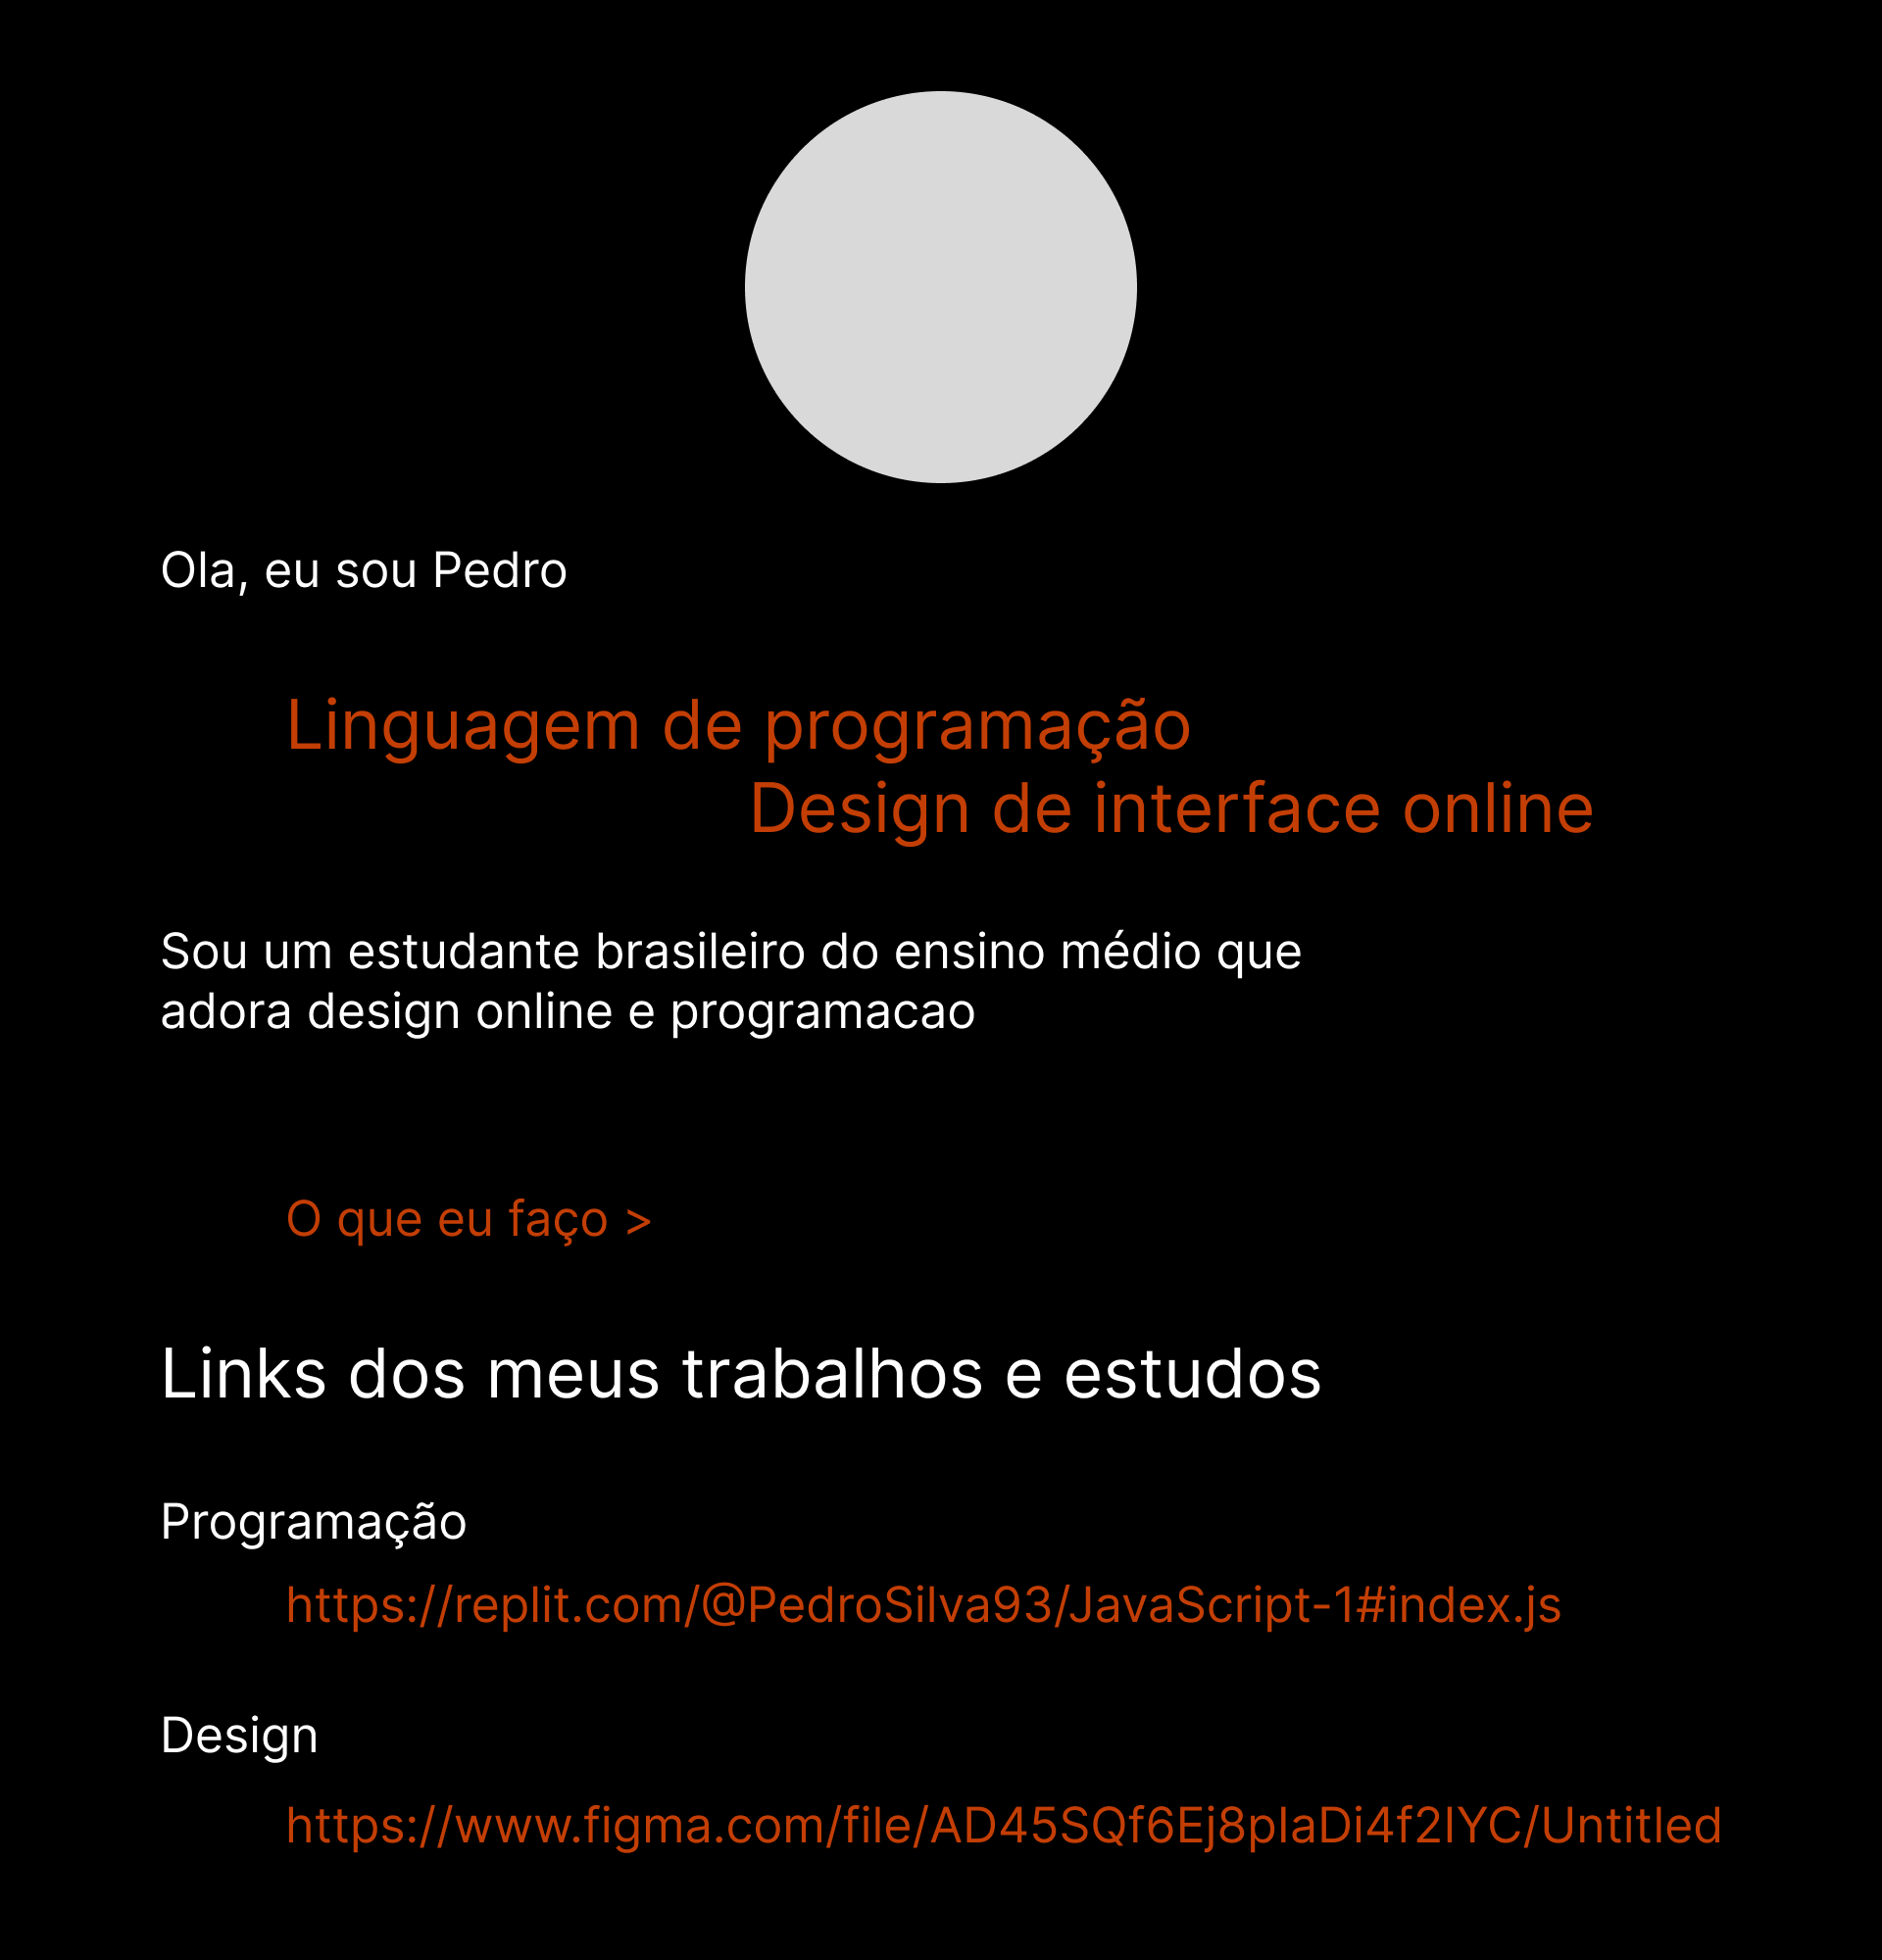 Ola, eu sou Pedro
Linguagem de programação
Design de interface online
Sou um estudante brasileiro do ensino médio que
adora design online e programacao
O que eu faço >
Links dos meus trabalhos e estudos
Programação
https://replit.com/@PedroSilva93/JavaScript-1#index.js
Design
https://www.figma.com/file/AD45SQf6Ej8plaDi4f2IYC/Untitled